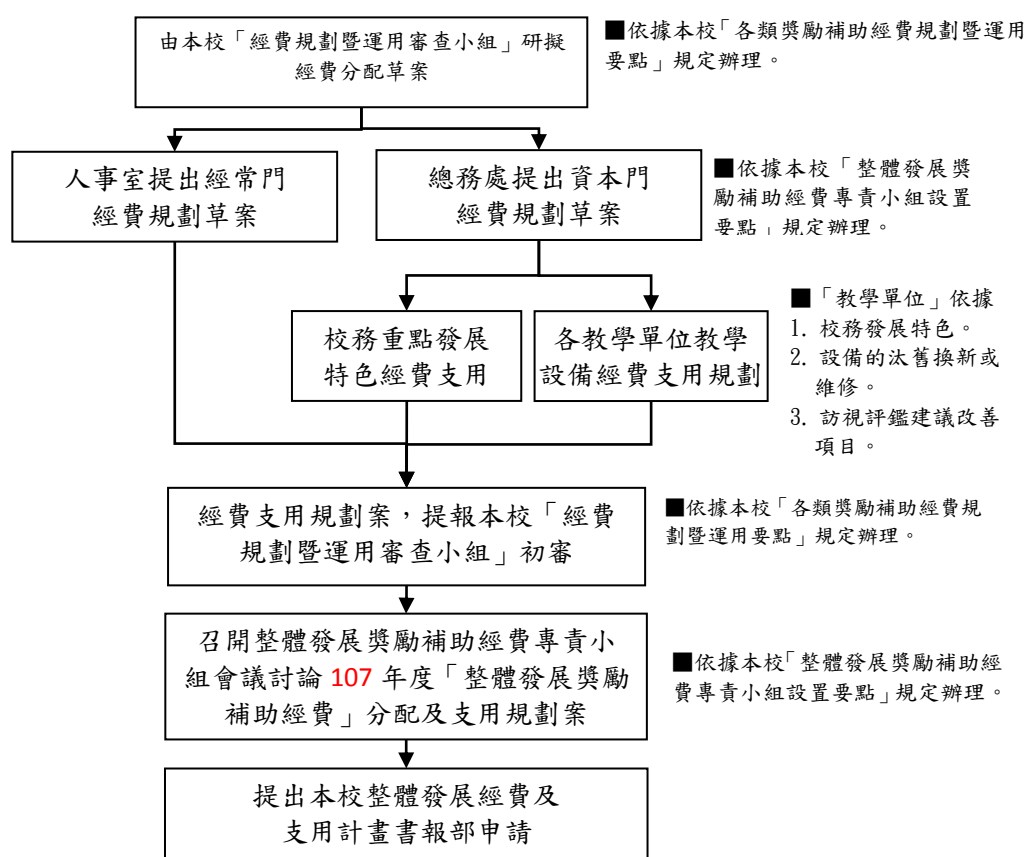 由本校「經費規劃暨運用審查小組」研擬
經費分配草案
■依據本校「各類獎勵補助經費規劃暨運用
要點」規定辦理。
人事室提出經常門
經費規劃草案
總務處提出資本門
經費規劃草案
■依據本校「整體發展獎
勵補助經費專責小組設置
要點」規定辦理。
校務重點發展
特色經費支用
各教學單位教學
設備經費支用規劃
■「教學單位」依據
1. 校務發展特色。
2. 設備的汰舊換新或
維修。
3. 訪視評鑑建議改善
項目。
經費支用規劃案，提報本校「經費
規劃暨運用審查小組」初審
■依據本校「各類獎勵補助經費規
劃暨運用要點」規定辦理。
召開整體發展獎勵補助經費專責小
組會議討論 107 年度「整體發展獎勵
補助經費」分配及支用規劃案
■依據本校「整體發展獎勵補助經
費專責小組設置要點」規定辦理。
提出本校整體發展經費及
支用計畫書報部申請